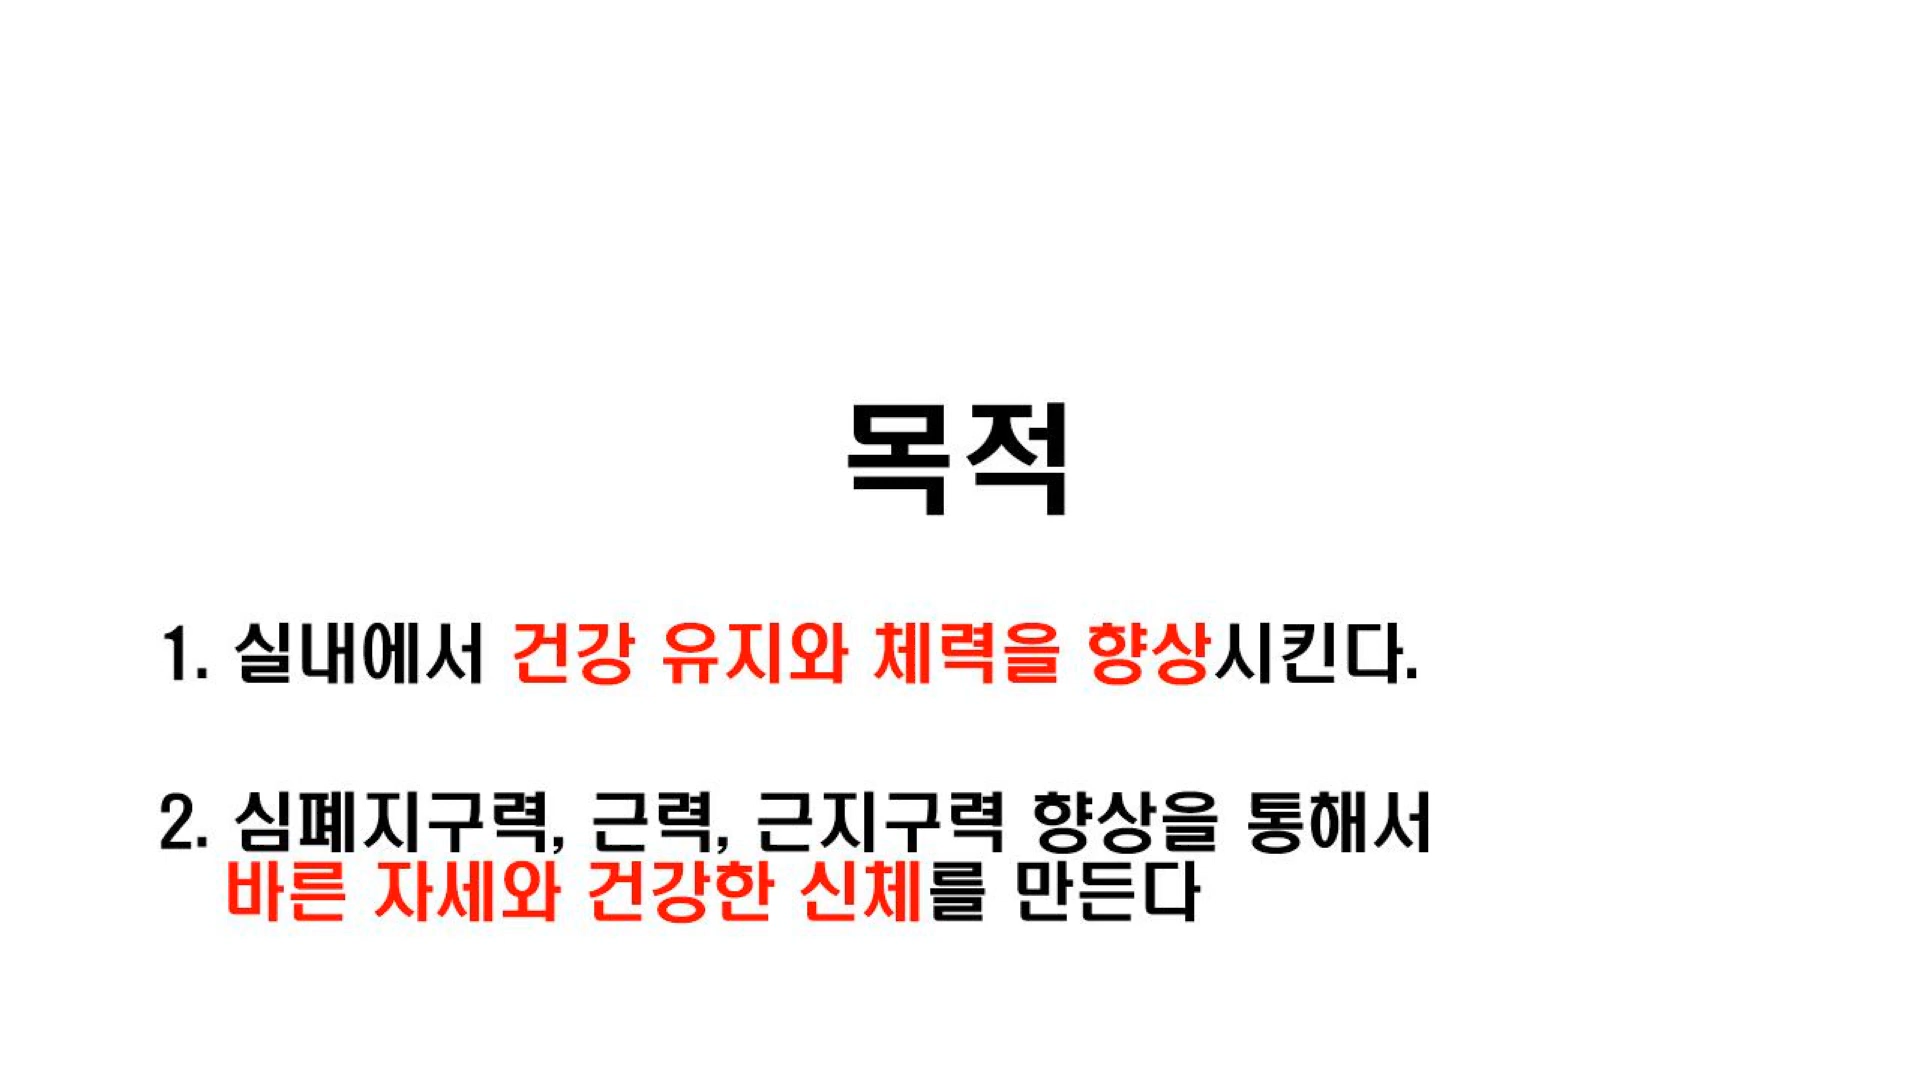 목적
1. 실내에서 건강 유지와 체력을 향상시킨다.
2. 심폐지구력, 근력, 근지구력 향상을 통해서
바른 자세와 건강한 신체를 만든다